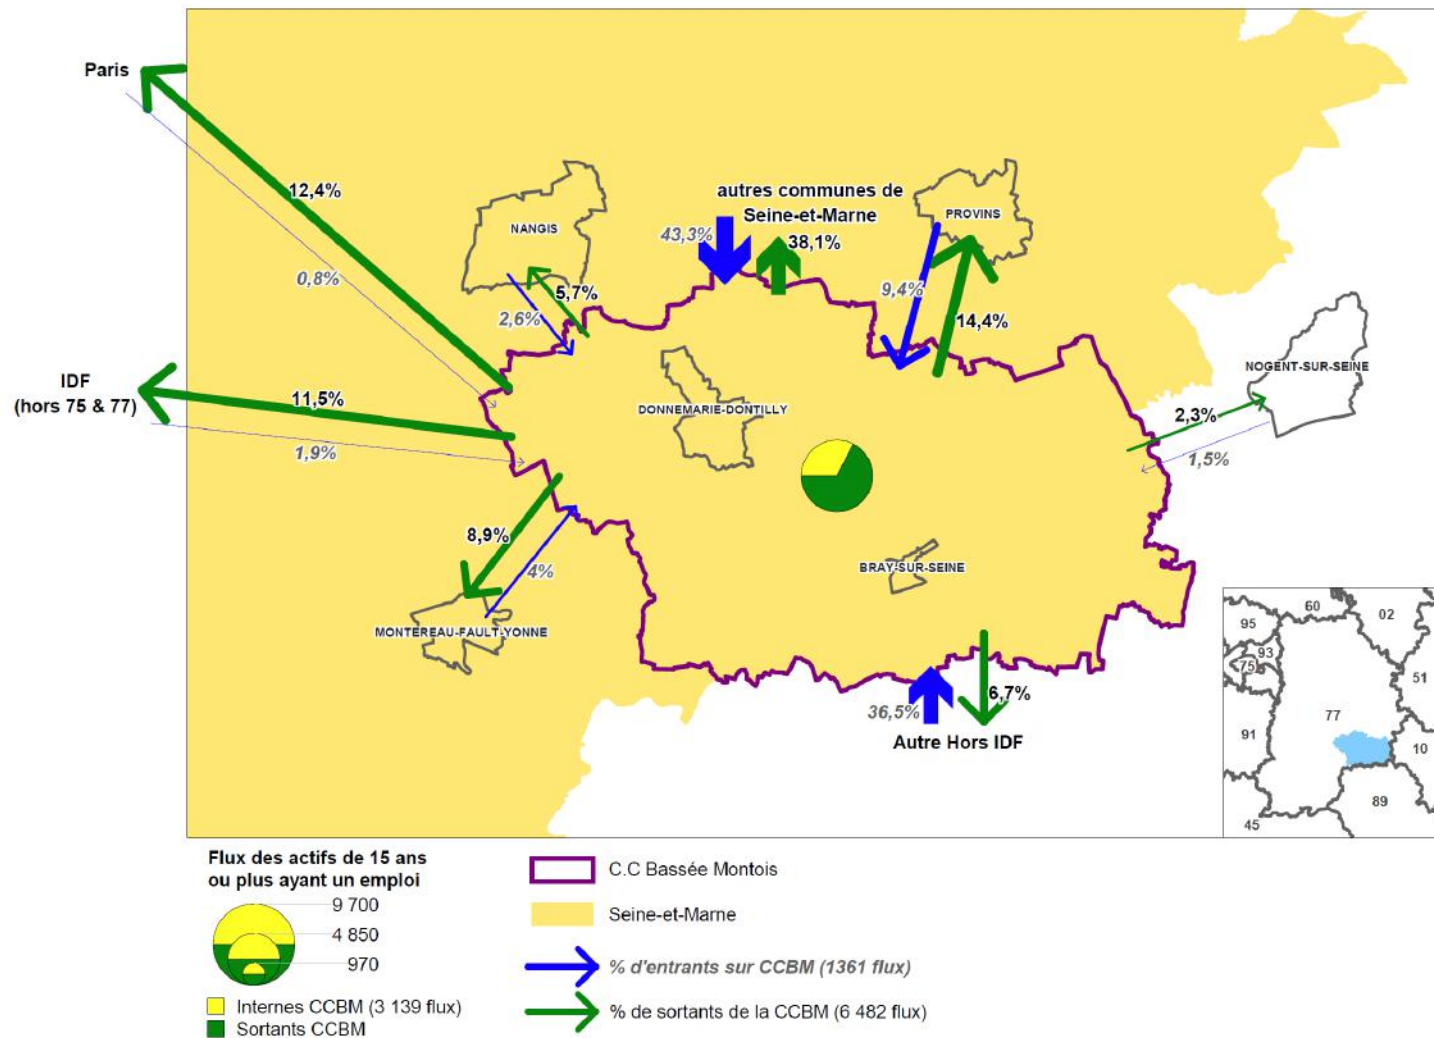 Paris
12,4%
0,8%
NANGIS
5,7%
2,6%
autres communes de
Seine-et-Marne
43,3%
38,1%
PROVINS
9,4%
14,4%
IDF
(hors 75 & 77)
11,5%
1,9%
DONNEMARIE-DONTILLY
NOGENT-SUR-SEINE
2,3%
1,5%
8,9%
4%
MONTEREAU-FAULT-YONNE
BRAY-SUR-SEINE
36,5%
6,7%
Autre Hors IDF
60
02
95
93
75
51
77
91
10
89
45
Flux des actifs de 15 ans
ou plus ayant un emploi
9 700
4 850
970
Internes CCBM (3 139 flux)
Sortants CCBM
C.C Bassée Montois
Seine-et-Marne
% d'entrants sur CCBM (1361 flux)
% de sortants de la CCBM (6 482 flux)